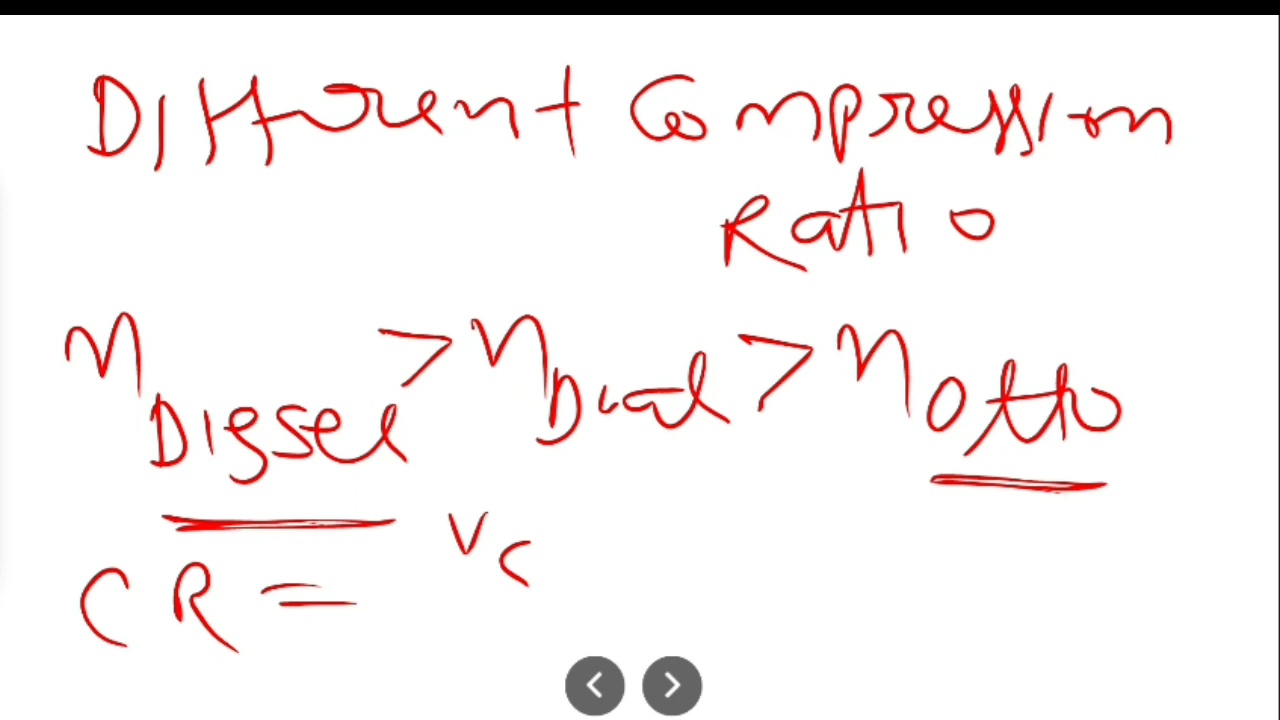 Different Compression
Ratio
η Diesel > η Dual > η Otto
CR = Vc